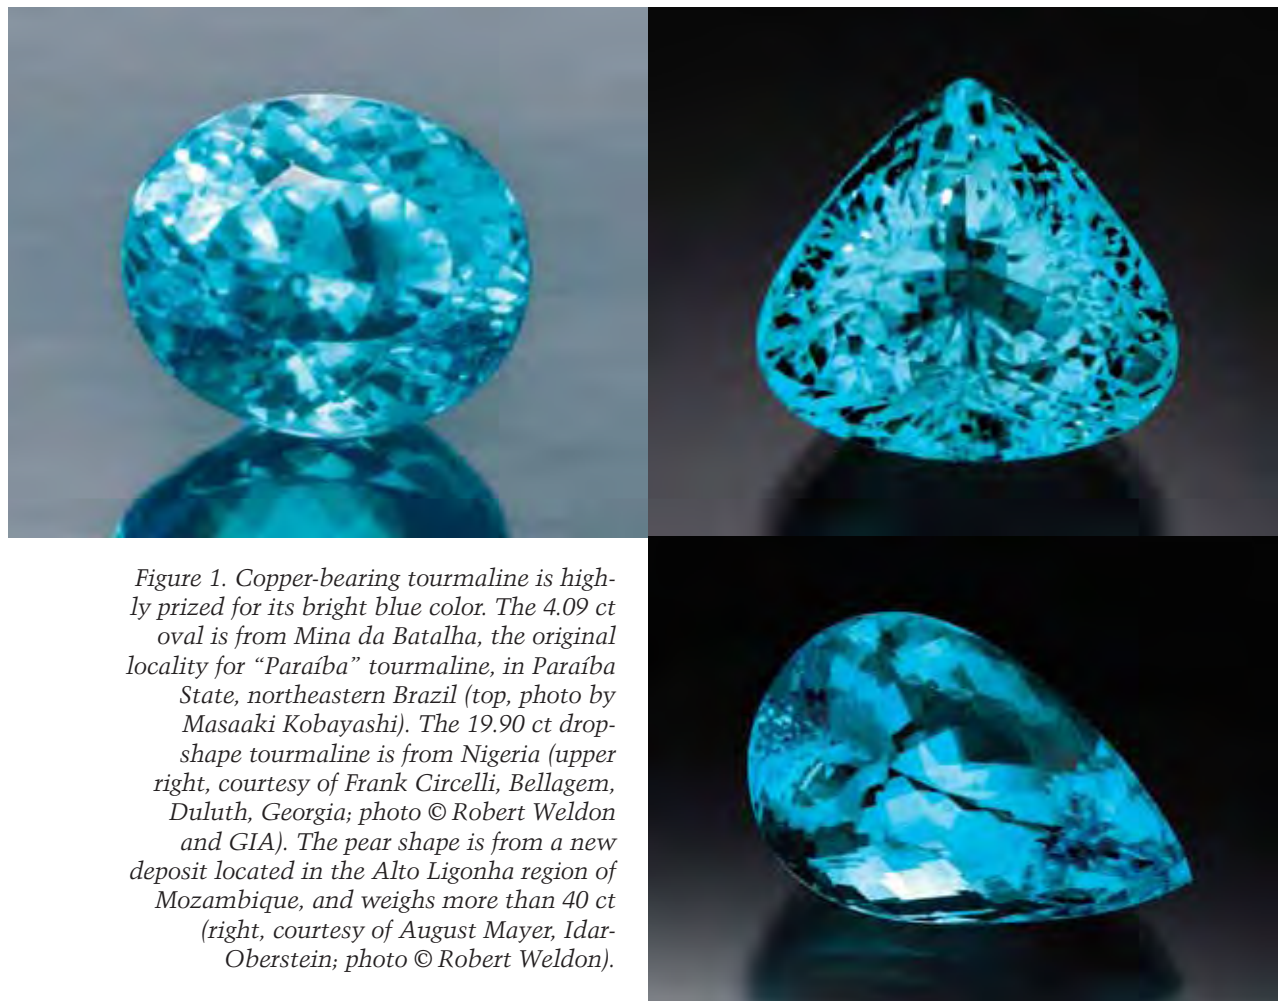 Figure 1. Copper-bearing tourmaline is high-
ly prized for its bright blue color. The 4.09 ct
oval is from Mina da Batalha, the original
locality for “Paraíba” tourmaline, in Paraíba
State, northeastern Brazil (top, photo by
Masaaki Kobayashi). The 19.90 ct drop-
shape tourmaline is from Nigeria (upper
right, courtesy of Frank Circelli, Bellagem,
Duluth, Georgia; photo © Robert Weldon
and GIA). The pear shape is from a new
deposit located in the Alto Ligonha region of
Mozambique, and weighs more than 40 ct
(right, courtesy of August Mayer, Idar-
Oberstein; photo © Robert Weldon).